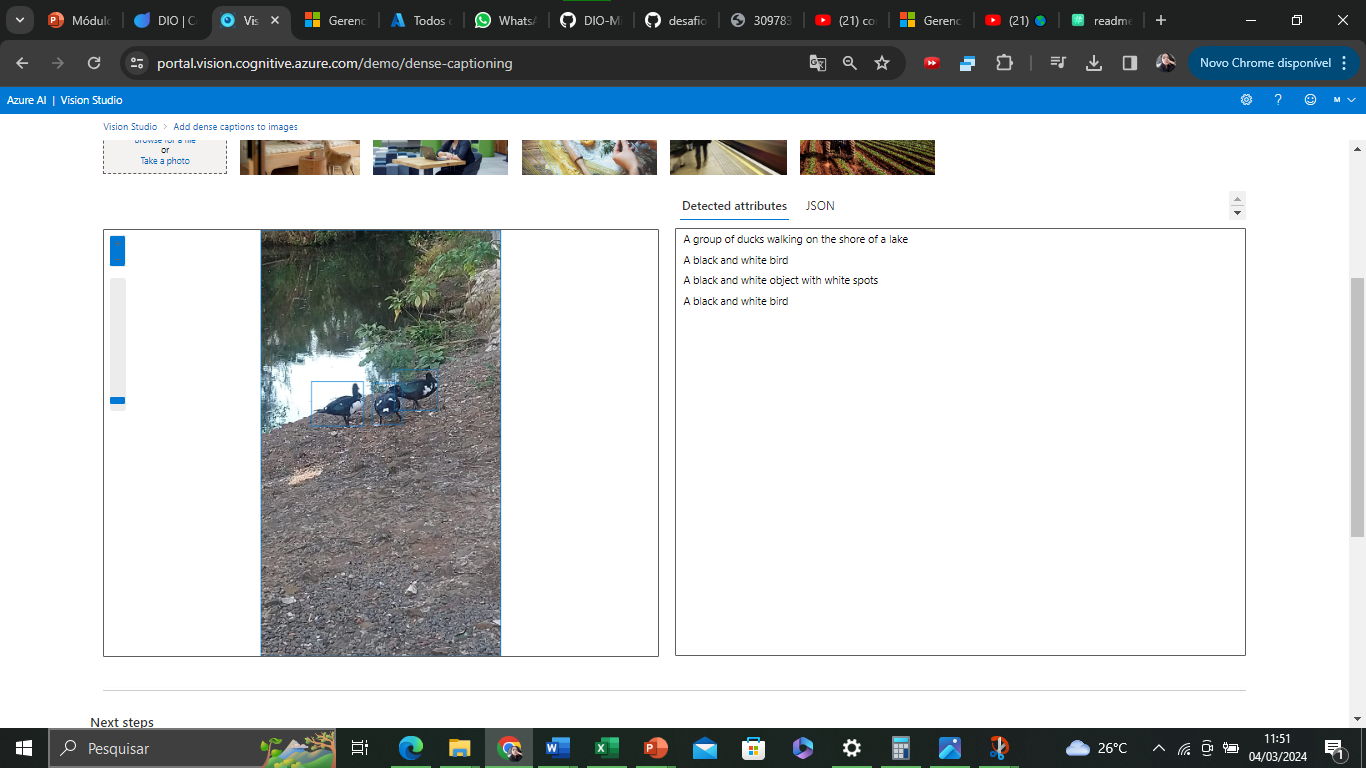 Módulo
DIO | C
Vis
Gerenc
Todos
WhatsA
DIO-Mi
desafio
309783
(21) co
Gerenc
(21)
readme
portal.vision.cognitive.azure.com/demo/dense-captioning
Novo Chrome disponível
Azure AI | Vision Studio
M
Vision Studio > Add dense captions to images
Browse for a file
or
Take a photo
Detected attributes JSON
A group of ducks walking on the shore of a lake
A black and white bird
A black and white object with white spots
A black and white bird
Next steps
Pesquisar
26°C
11:51
04/03/2024
1